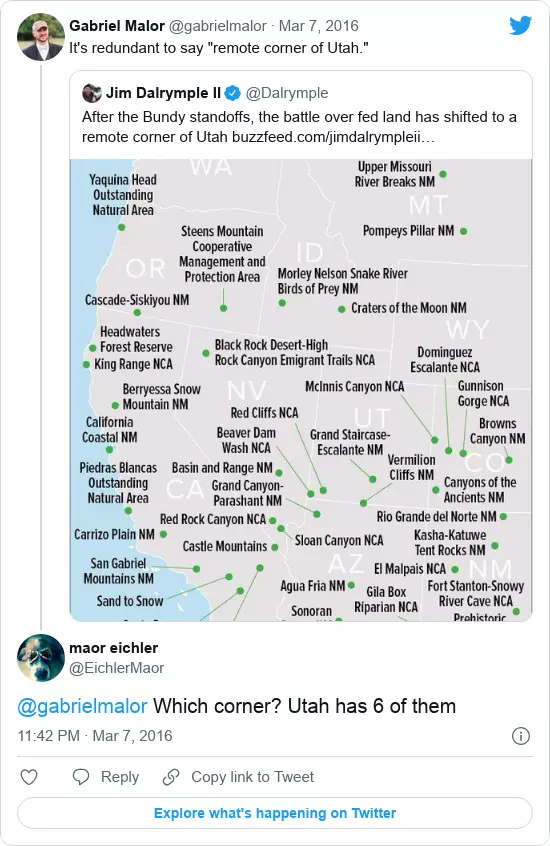 Gabriel Malor @gabrielmalor · Mar 7, 2016
It's redundant to say "remote corner of Utah."
Jim Dalrymple II @Dalrymple
After the Bundy standoffs, the battle over fed land has shifted to a
remote corner of Utah buzzfeed.com/jimdalrympleii…
WA
Yaquina Head
Outstanding
Natural Area
Upper Missouri
River Breaks NM
MT
Pompeys Pillar NM
Steens Mountain
Cooperative
Management and
Protection Area
OR
ID
Morley Nelson Snake River
Birds of Prey NM
Cascade-Siskiyou NM
Craters of the Moon NM
WY
Headwaters
Forest Reserve
King Range NCA
Black Rock Desert-High
Rock Canyon Emigrant Trails NCA
Dominguez
Escalante NCA
McInnis Canyon NCA
Gunnison
Gorge NCA
Berryessa Snow
Mountain NM
NV
Red Cliffs NCA
UT
Browns
Canyon NM
California
Coastal NM
Beaver Dam
Wash NCA
Grand Staircase-
Escalante NM
CO
Piedras Blancas
Outstanding
Natural Area
Basin and Range NM
Vermilion
Cliffs NM
CA
Grand Canyon-
Parashant NM
Canyons of the
Ancients NM
Red Rock Canyon NCA
Rio Grande del Norte NM
Carrizo Plain NM
Castle Mountains
Sloan Canyon NCA
Kasha-Katuwe
Tent Rocks NM
San Gabriel
Mountains NM
AZ
El Malpais NCA
NM
Sand to Snow
Agua Fria NM
Gila Box
Riparian NCA
Fort Stanton-Snowy
River Cave NCA
Sonoran
Prehistoric
maor eichler
@EichlerMaor
@gabrielmalor Which corner? Utah has 6 of them
11:42 PM · Mar 7, 2016
Reply
Copy link to Tweet
Explore what's happening on Twitter